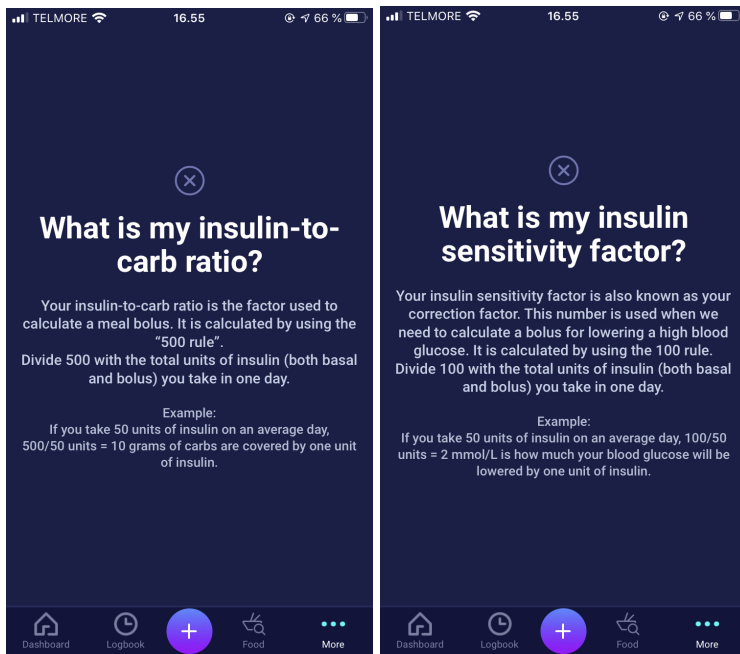 TELMORE 16.55 66 %
What is my insulin-to-
carb ratio?
Your insulin-to-carb ratio is the factor used to
calculate a meal bolus. It is calculated by using the
“500 rule”.
Divide 500 with the total units of insulin (both basal
and bolus) you take in one day.
Example:
If you take 50 units of insulin on an average day,
500/50 units = 10 grams of carbs are covered by one unit
of insulin.
Dashboard Logbook Food More
TELMORE 16.55 66 %
What is my insulin
sensitivity factor?
Your insulin sensitivity factor is also known as your
correction factor. This number is used when we
need to calculate a bolus for lowering a high blood
glucose. It is calculated by using the 100 rule.
Divide 100 with the total units of insulin (both basal
and bolus) you take in one day.
Example:
If you take 50 units of insulin on an average day, 100/50
units = 2 mmol/L is how much your blood glucose will be
lowered by one unit of insulin.
Dashboard Logbook Food More